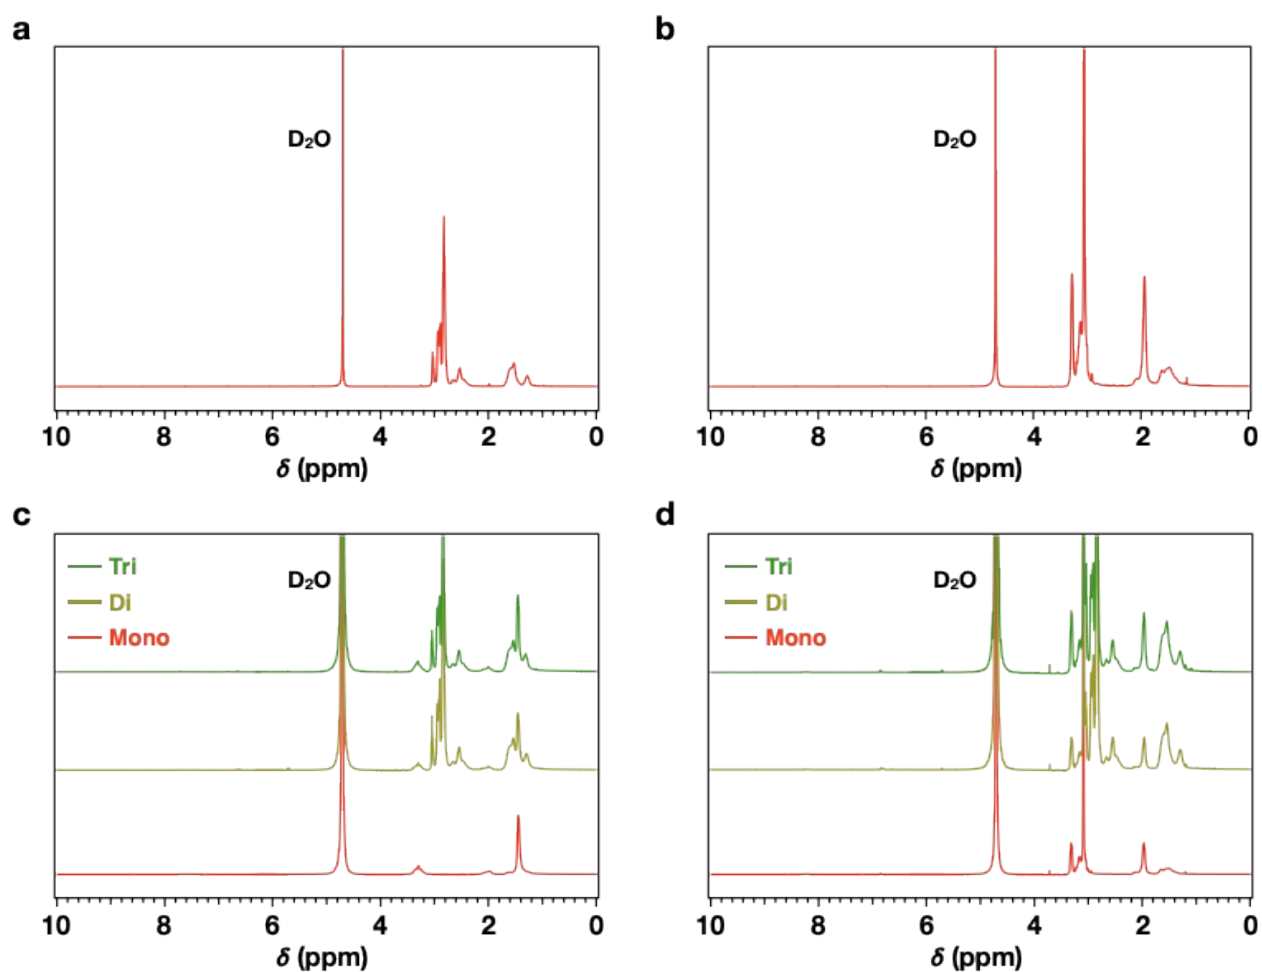 a
D₂O
10 8 6 4 2 0
δ (ppm)
b
D₂O
10 8 6 4 2 0
δ (ppm)
c
Tri
Di
Mono
D₂O
10 8 6 4 2 0
δ (ppm)
d
Tri
Di
Mono
D₂O
10 8 6 4 2 0
δ (ppm)